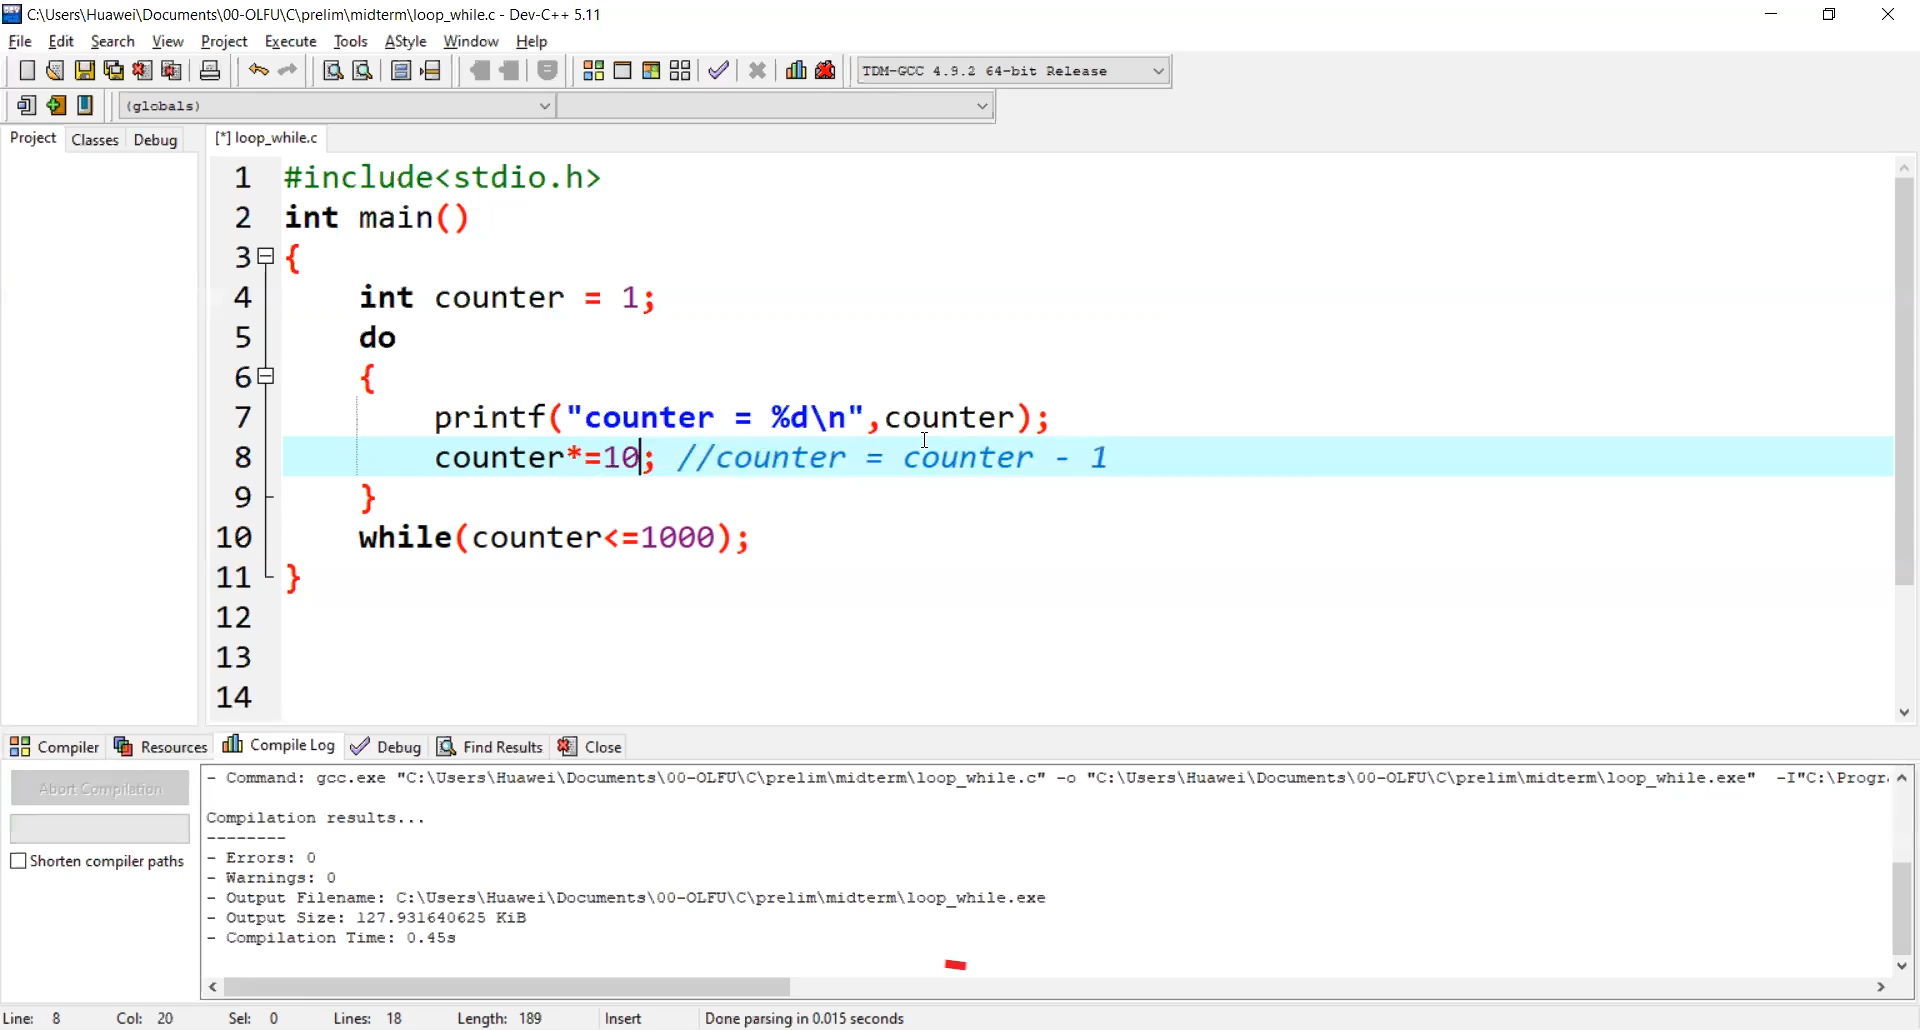 C:\Users\Huawei\Documents\00-OLFU\C\prelim\midterm\loop_while.c - Dev-C++ 5.11
File Edit Search View Project Execute Tools AStyle Window Help
TDM-GCC 4.9.2 64-bit Release
(globals)
Project Classes Debug [*] loop_while.c
1 #include<stdio.h>
2 int main()
3 {
4 int counter = 1;
5 do
6 {
7 printf("counter = %d\n",counter);
8 counter*=10; //counter = counter - 1
9 }
10 while(counter<=1000);
11 }
12
13
14
Compiler Resources Compile Log Debug Find Results Close
Abort Compilation
Shorten compiler paths
- Command: gcc.exe "C:\Users\Huawei\Documents\00-OLFU\C\prelim\midterm\loop_while.c" -o "C:\Users\Huawei\Documents\00-OLFU\C\prelim\midterm\loop_while.exe" -I"C:\Progr
Compilation results...
--------
- Errors: 0
- Warnings: 0
- Output Filename: C:\Users\Huawei\Documents\00-OLFU\C\prelim\midterm\loop_while.exe
- Output Size: 127.931640625 KiB
- Compilation Time: 0.45s
Line: 8 Col: 20 Sel: 0 Lines: 18 Length: 189 Insert Done parsing in 0.015 seconds